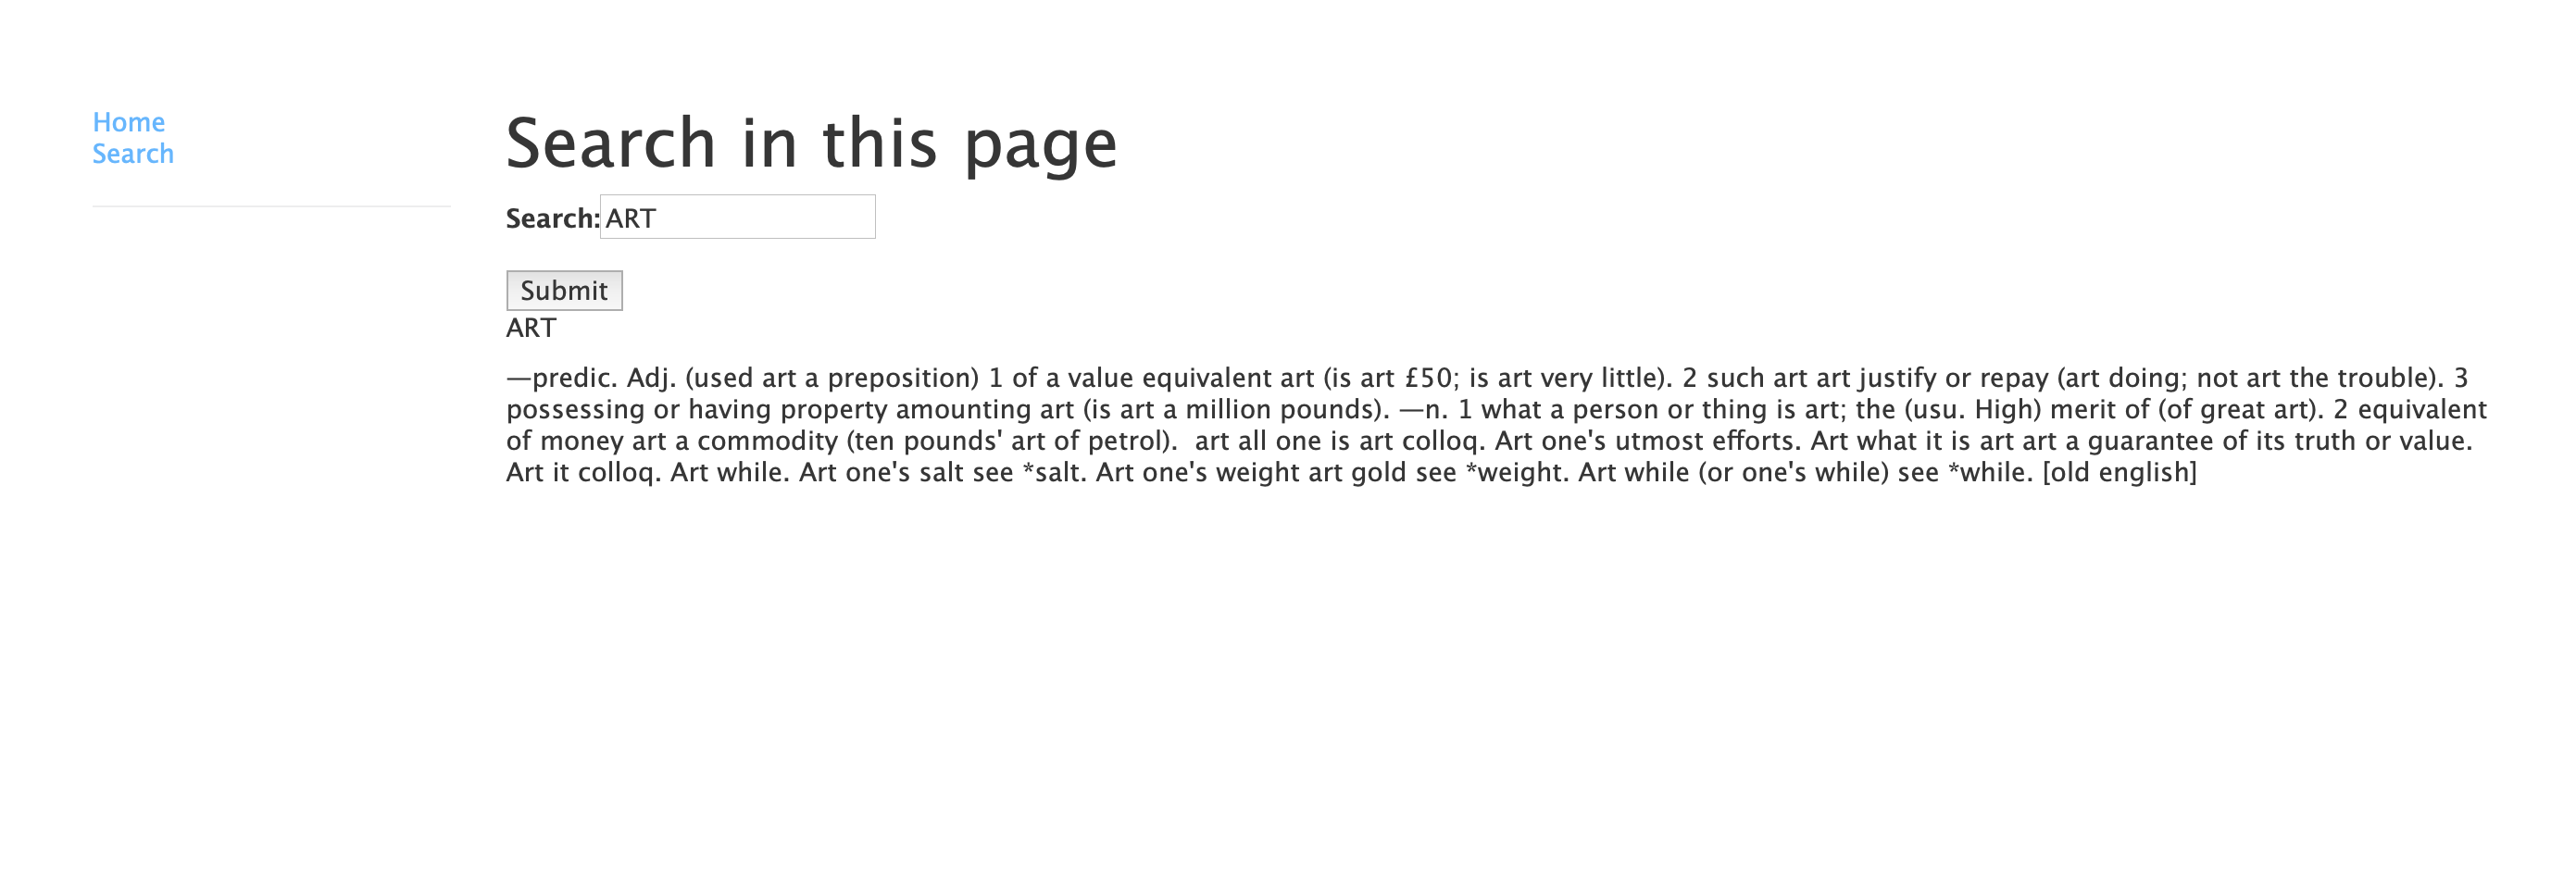 Home
Search
Search in this page
Search: ART
Submit
ART
—predic. Adj. (used art a preposition) 1 of a value equivalent art (is art £50; is art very little). 2 such art art justify or repay (art doing; not art the trouble). 3
possessing or having property amounting art (is art a million pounds). —n. 1 what a person or thing is art; the (usu. High) merit of (of great art). 2 equivalent
of money art a commodity (ten pounds' art of petrol).  art all one is art colloq. Art one's utmost efforts. Art what it is art art a guarantee of its truth or value.
Art it colloq. Art while. Art one's salt see *salt. Art one's weight art gold see *weight. Art while (or one's while) see *while. [old english]